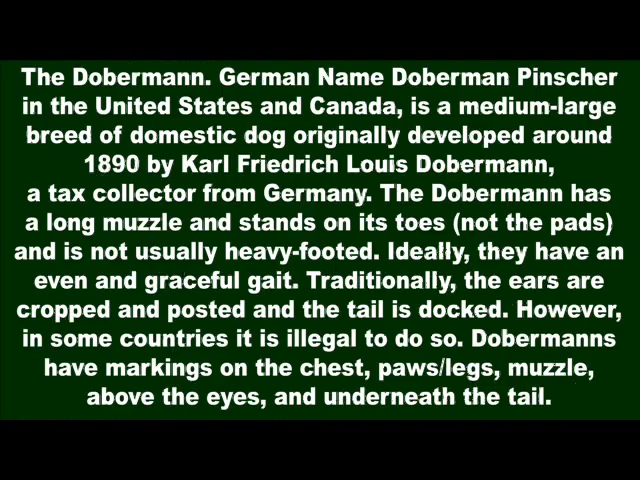 The Dobermann. German Name Doberman Pinscher
in the United States and Canada, is a medium-large
breed of domestic dog originally developed around
1890 by Karl Friedrich Louis Dobermann,
a tax collector from Germany. The Dobermann has
a long muzzle and stands on its toes (not the pads)
and is not usually heavy-footed. Ideally, they have an
even and graceful gait. Traditionally, the ears are
cropped and posted and the tail is docked. However,
in some countries it is illegal to do so. Dobermanns
have markings on the chest, paws/legs, muzzle,
above the eyes, and underneath the tail.